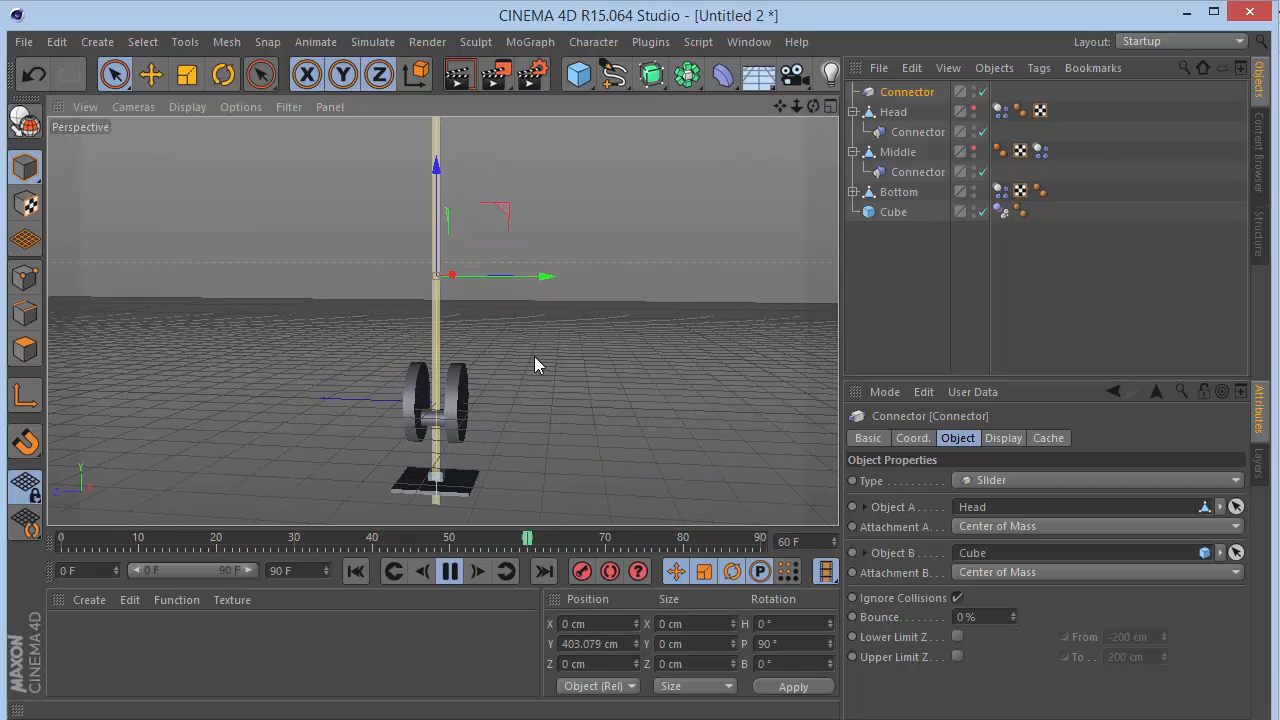 CINEMA 4D R15.064 Studio - [Untitled 2 *]
File Edit Create Select Tools Mesh Snap Animate Simulate Render Sculpt MoGraph Character Plugins Script Window Help Layout: Startup
X Y Z
File Edit View Objects Tags Bookmarks
View Cameras Display Options Filter Panel
Perspective
Connector
Head
Connector
Middle
Connector
Bottom
Cube
Objects
Content Browser
Structure
Attributes
Layers
Y
Z X
Mode Edit User Data
Connector [Connector]
Basic Coord. Object Display Cache
Object Properties
Type Slider
Object A Head
Attachment A Center of Mass
Object B Cube
Attachment B Center of Mass
Ignore Collisions
Bounce 0 %
Lower Limit Z From -200 cm
Upper Limit Z To 200 cm
0 10 20 30 40 50 70 80 90 60 F
0 F 0 F 90 F 90 F
P
Create Edit Function Texture
Position Size Rotation
X 0 cm X 0 cm H 0 °
Y 403.079 cm Y 0 cm P 90 °
Z 0 cm Z 0 cm B 0 °
Object (Rel) Size Apply
MAXON
CINEMA 4D